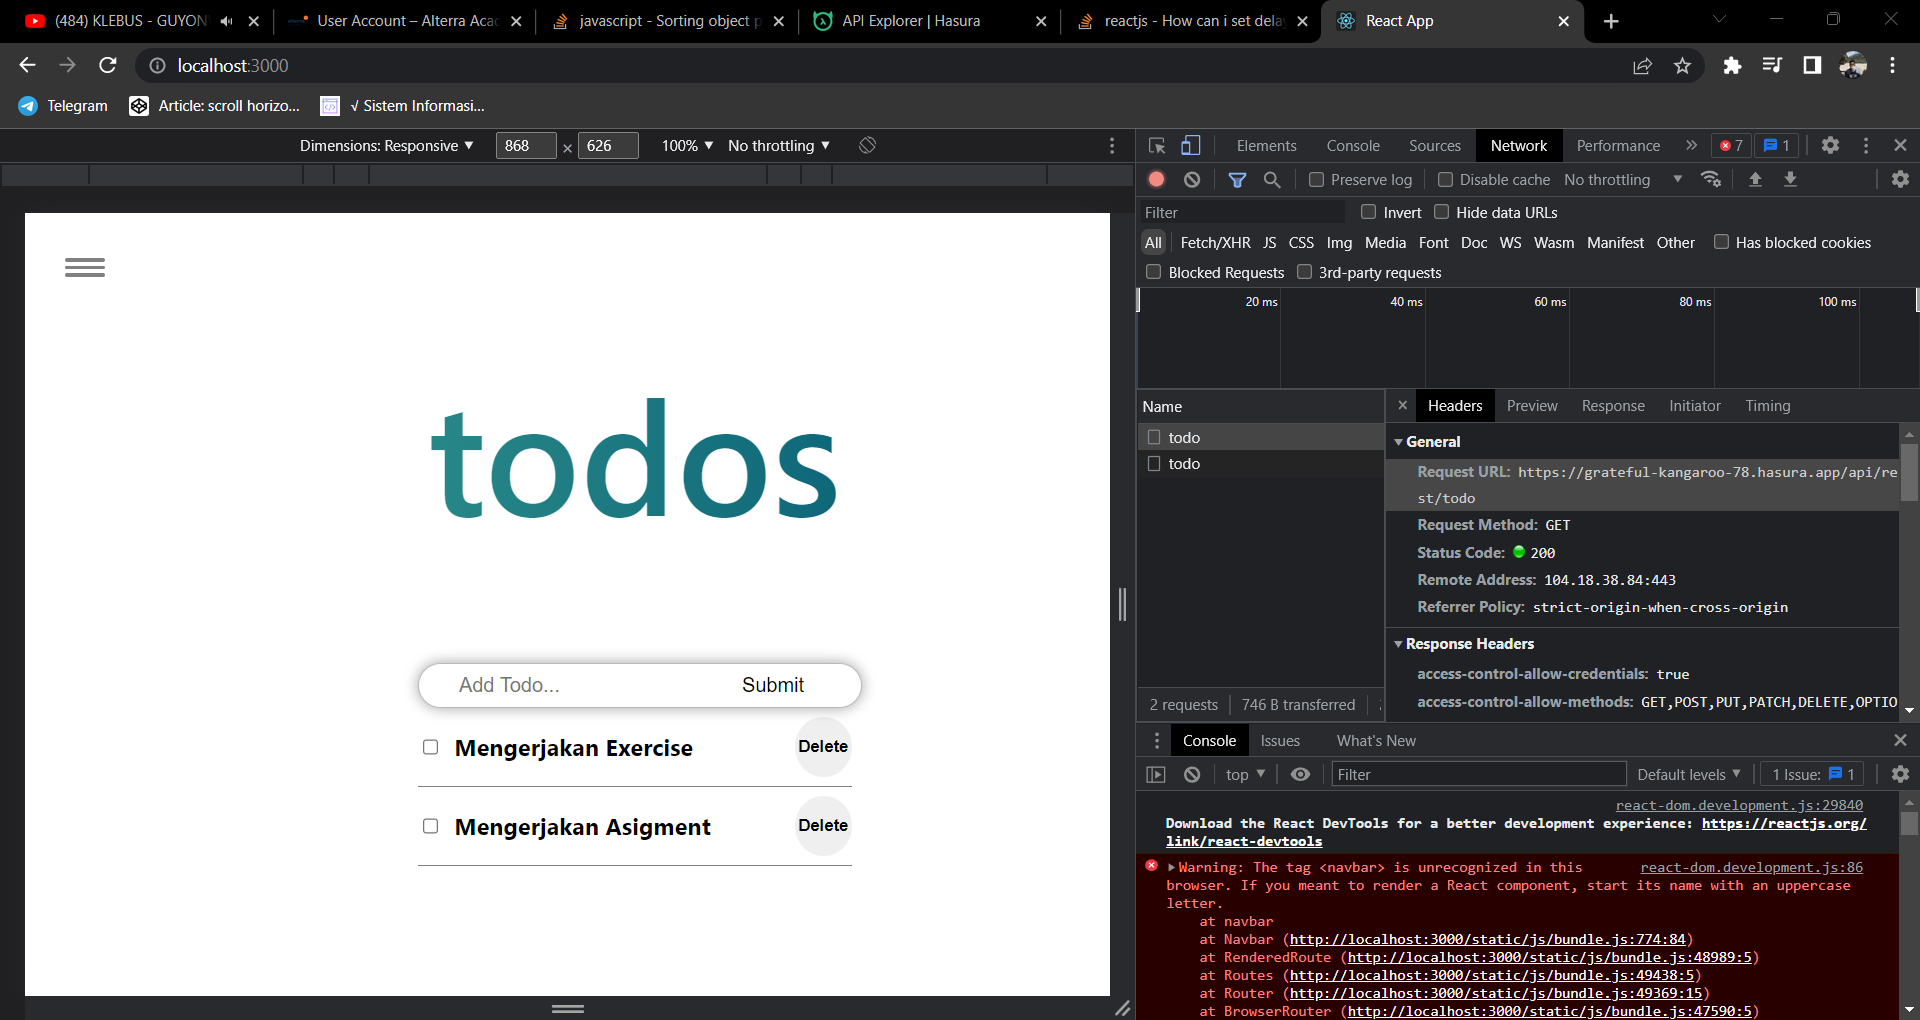 (484) KLEBUS - GUYON
User Account – Alterra Acac
javascript - Sorting object p
API Explorer | Hasura
reactjs - How can i set dela
React App
localhost:3000
Telegram
Article: scroll horizo...
√ Sistem Informasi...
Dimensions: Responsive ▼
868
×
626
100% ▼
No throttling ▼
todos
Add Todo...
Submit
Mengerjakan Exercise
Delete
Mengerjakan Asigment
Delete
Elements
Console
Sources
Network
Performance
»
7
1
Preserve log
Disable cache
No throttling
Filter
Invert
Hide data URLs
All
Fetch/XHR
JS
CSS
Img
Media
Font
Doc
WS
Wasm
Manifest
Other
Has blocked cookies
Blocked Requests
3rd-party requests
20 ms
40 ms
60 ms
80 ms
100 ms
Name
todo
todo
2 requests
746 B transferred
Headers
Preview
Response
Initiator
Timing
General
Request URL: https://grateful-kangaroo-78.hasura.app/api/re
st/todo
Request Method: GET
Status Code: 200
Remote Address: 104.18.38.84:443
Referrer Policy: strict-origin-when-cross-origin
Response Headers
access-control-allow-credentials: true
access-control-allow-methods: GET,POST,PUT,PATCH,DELETE,OPTIO
Console
Issues
What's New
top ▼
Filter
Default levels ▼
1 Issue: 1
react-dom.development.js:29840
Download the React DevTools for a better development experience: https://reactjs.org/
link/react-devtools
Warning: The tag <navbar> is unrecognized in this react-dom.development.js:86
browser. If you meant to render a React component, start its name with an uppercase
letter.
at navbar
at Navbar (http://localhost:3000/static/js/bundle.js:774:84)
at RenderedRoute (http://localhost:3000/static/js/bundle.js:48989:5)
at Routes (http://localhost:3000/static/js/bundle.js:49438:5)
at Router (http://localhost:3000/static/js/bundle.js:49369:15)
at BrowserRouter (http://localhost:3000/static/js/bundle.js:47590:5)